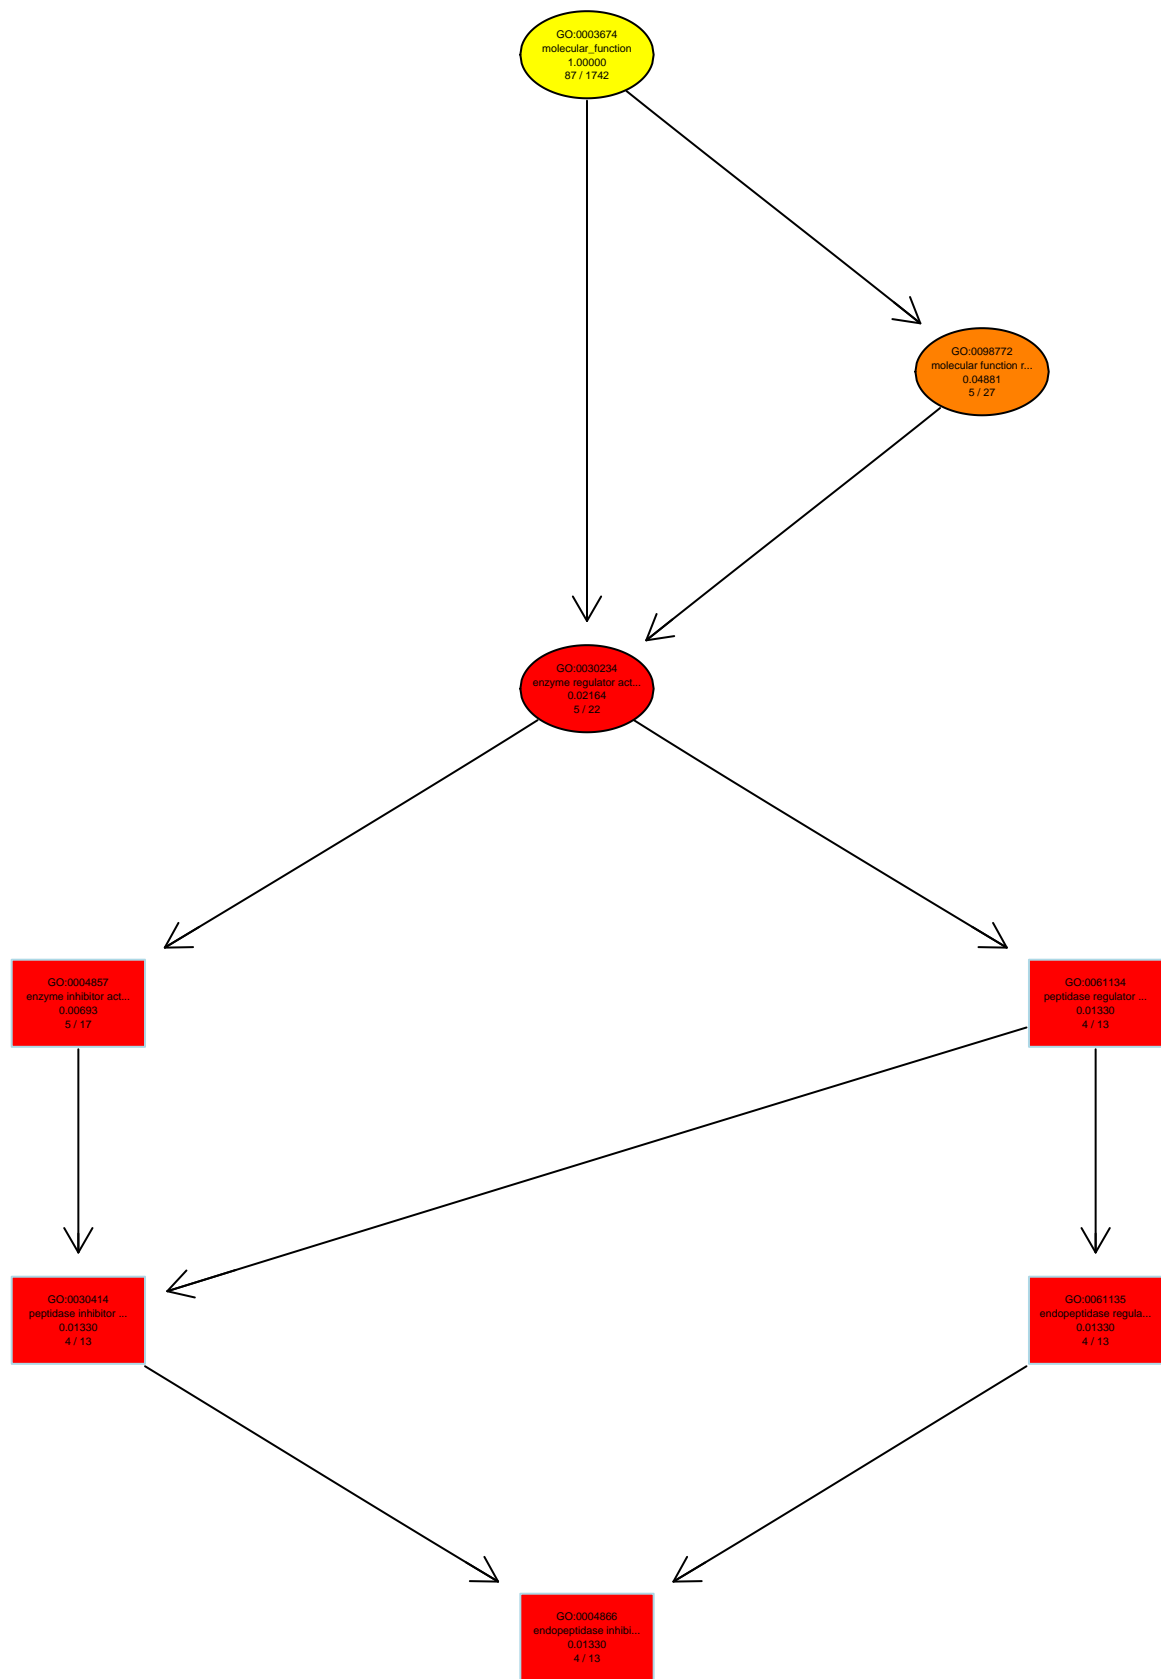 GO:0003674
molecular_function
1.00000
87 / 1742
GO:0098772
molecular function r...
0.04881
5 / 27
GO:0030234
enzyme regulator act...
0.02164
5 / 22
GO:0004857
enzyme inhibitor act...
0.00693
5 / 17
GO:0061134
peptidase regulator ...
0.01330
4 / 13
GO:0030414
peptidase inhibitor ...
0.01330
4 / 13
GO:0061135
endopeptidase regula...
0.01330
4 / 13
GO:0004866
endopeptidase inhibi...
0.01330
4 / 13